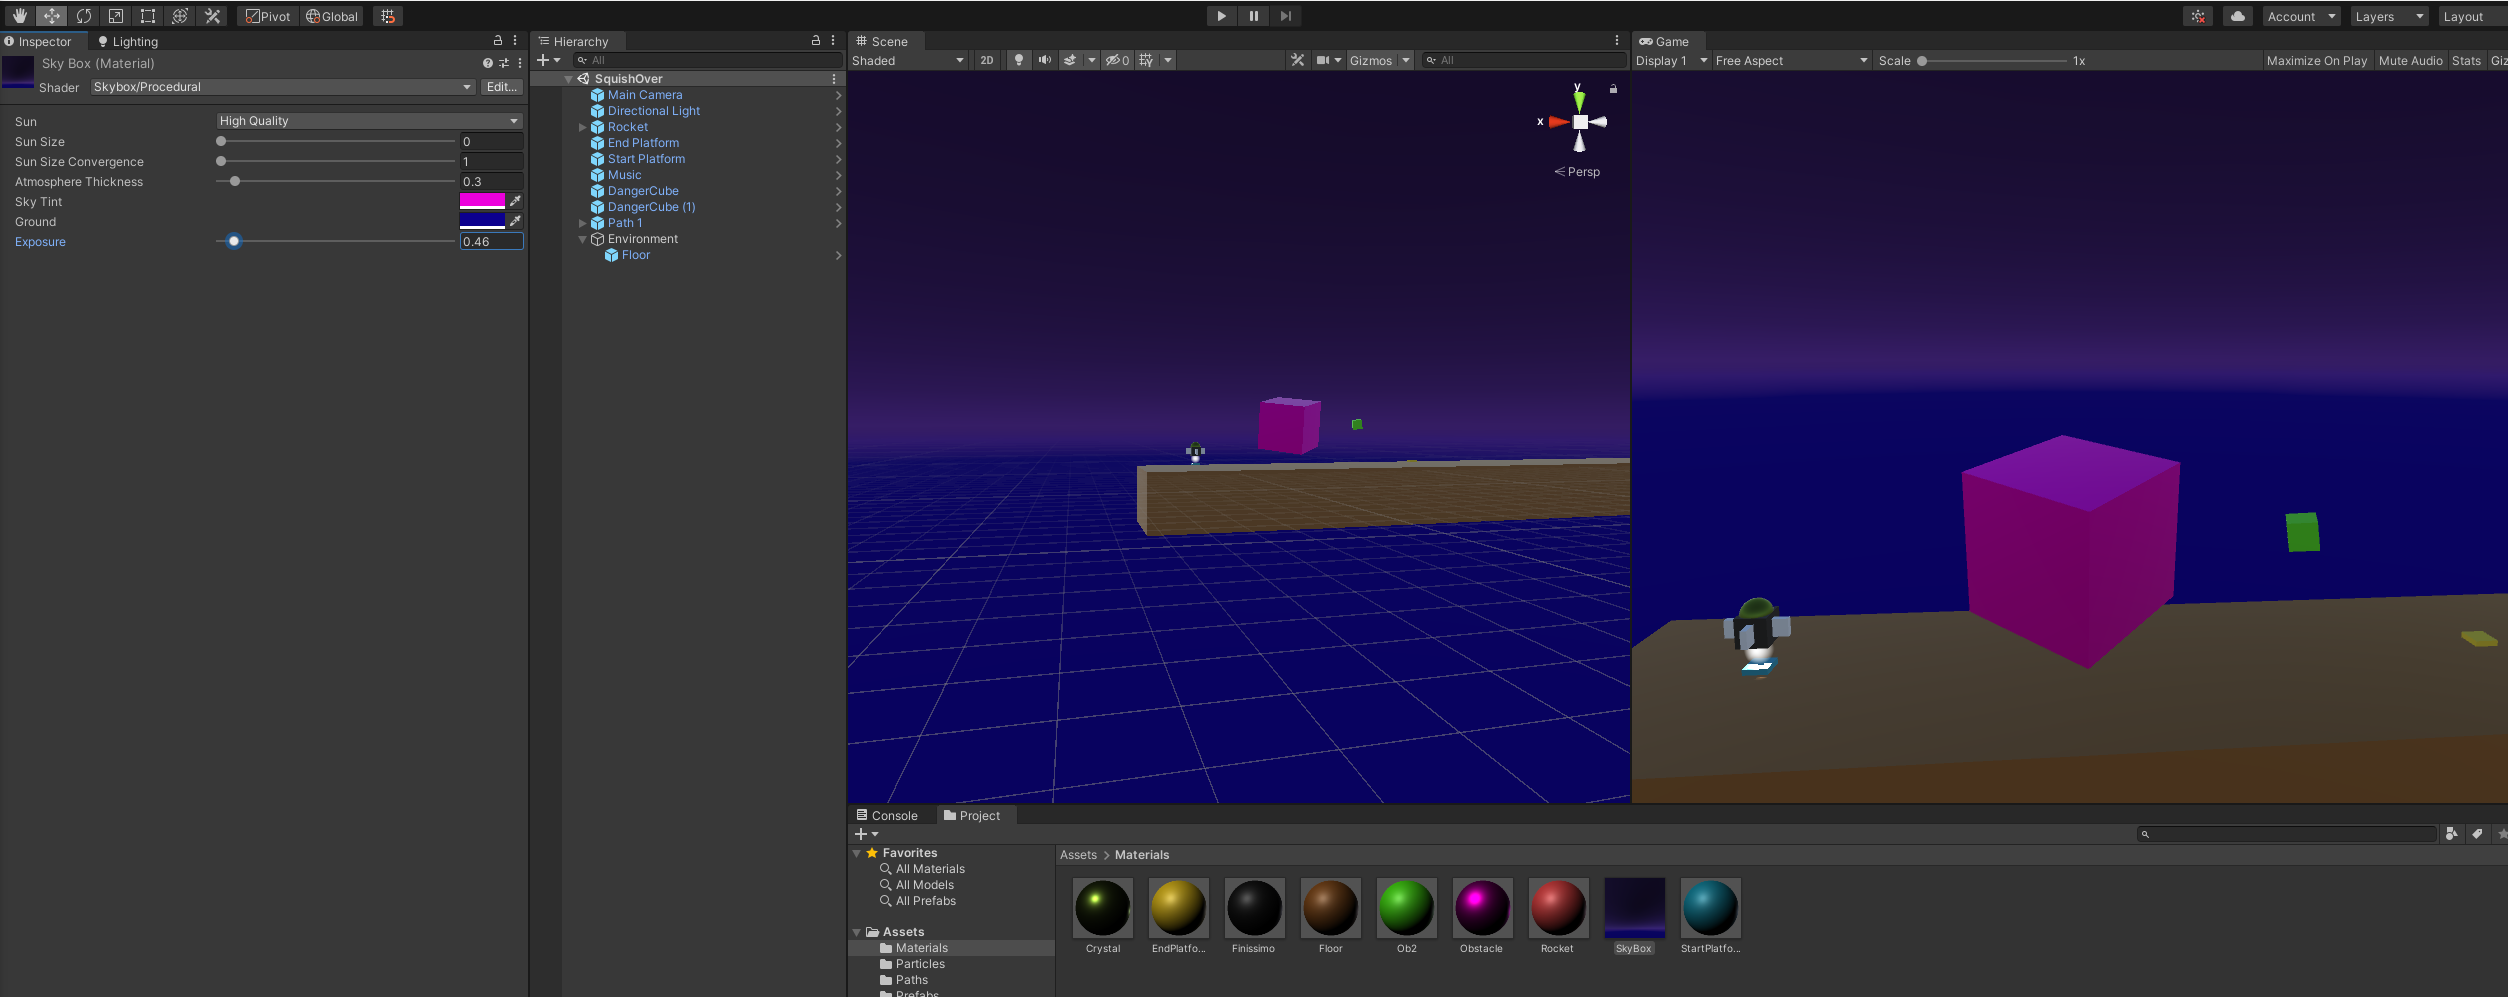 Pivot Global Account Layers Layout
Inspector Lighting
Sky Box (Material)
Shader Skybox/Procedural Edit...
Sun High Quality
Sun Size 0
Sun Size Convergence 1
Atmosphere Thickness 0.3
Sky Tint
Ground
Exposure 0.46
Hierarchy
All
SquishOver
Main Camera
Directional Light
Rocket
End Platform
Start Platform
Music
DangerCube
DangerCube (1)
Path 1
Environment
Floor
Scene
Shaded 2D 0 Gizmos All
y
x
Persp
Game
Display 1 Free Aspect Scale 1x Maximize On Play Mute Audio Stats Giz
Console Project
Favorites
All Materials
All Models
All Prefabs
Assets
Materials
Particles
Paths
Prefabs
Assets > Materials
Crystal EndPlatfo... Finissimo Floor Ob2 Obstacle Rocket SkyBox StartPlatfo...